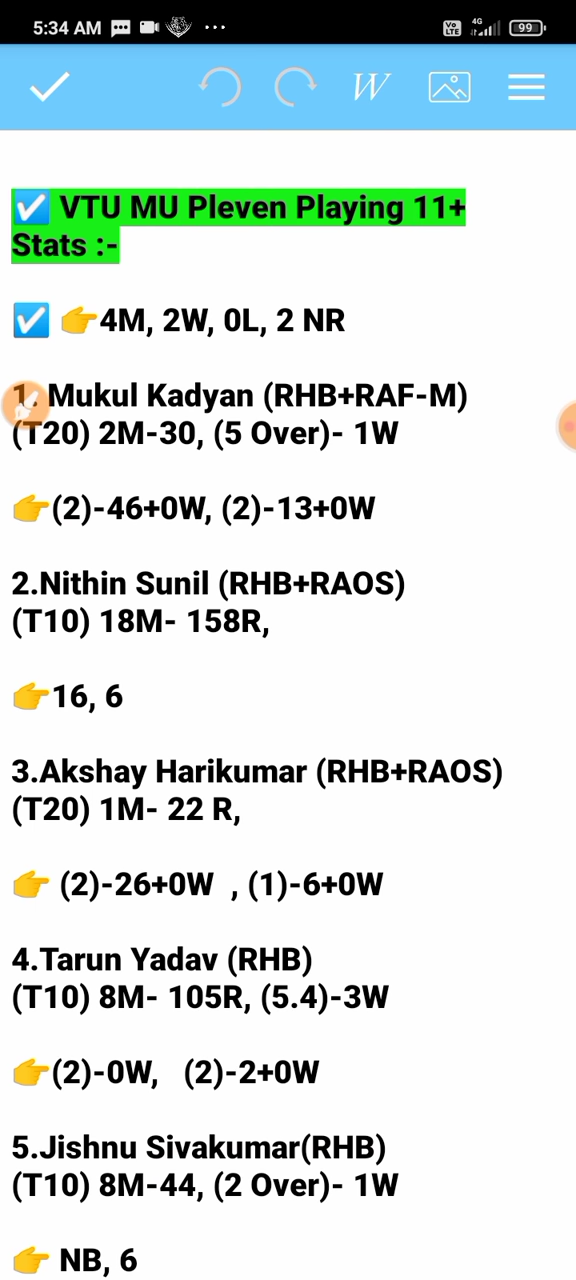 5:34 AM
Vo LTE 4G 99
W
✅ VTU MU Pleven Playing 11+
Stats :-
☑ 👉4M, 2W, 0L, 2 NR
1. Mukul Kadyan (RHB+RAF-M)
(T20) 2M-30, (5 Over)- 1W
👉(2)-46+0W, (2)-13+0W
2.Nithin Sunil (RHB+RAOS)
(T10) 18M- 158R,
👉16, 6
3.Akshay Harikumar (RHB+RAOS)
(T20) 1M- 22 R,
👉 (2)-26+0W , (1)-6+0W
4.Tarun Yadav (RHB)
(T10) 8M- 105R, (5.4)-3W
👉(2)-0W, (2)-2+0W
5.Jishnu Sivakumar(RHB)
(T10) 8M-44, (2 Over)- 1W
👉 NB, 6